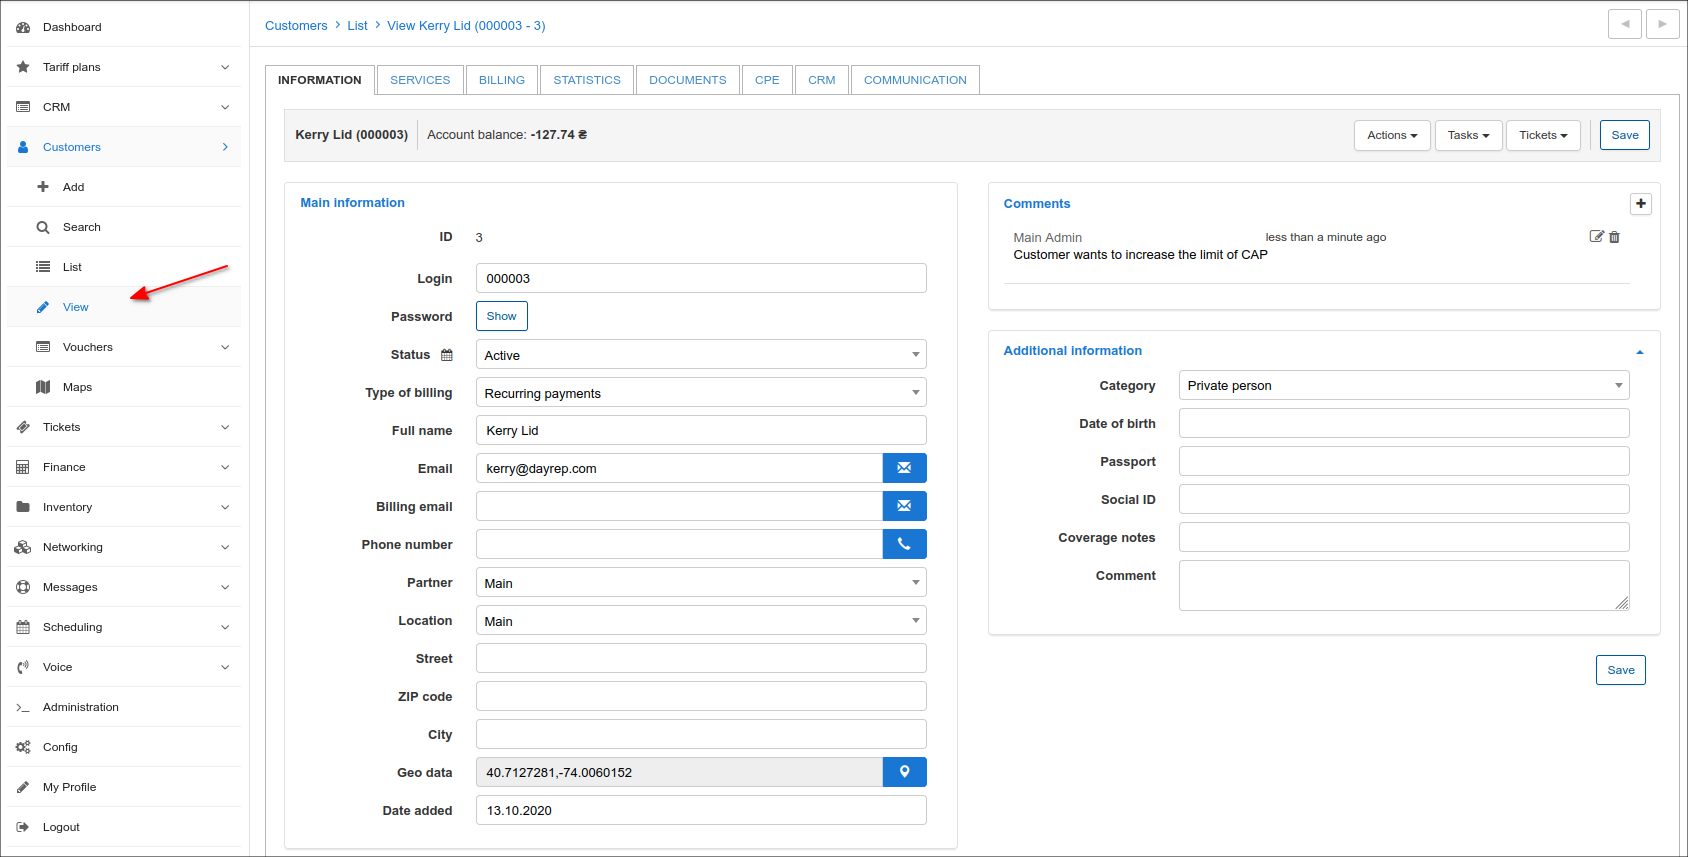 Dashboard
Tariff plans
CRM
Customers
Add
Search
List
View
Vouchers
Maps
Tickets
Finance
Inventory
Networking
Messages
Scheduling
Voice
Administration
Config
My Profile
Logout
Customers > List > View Kerry Lid (000003 - 3)
INFORMATION SERVICES BILLING STATISTICS DOCUMENTS CPE CRM COMMUNICATION
Kerry Lid (000003) Account balance: -127.74 ₴ Actions Tasks Tickets Save
Main information
ID 3
Login 000003
Password Show
Status Active
Type of billing Recurring payments
Full name Kerry Lid
Email kerry@dayrep.com
Billing email
Phone number
Partner Main
Location Main
Street
ZIP code
City
Geo data 40.7127281,-74.0060152
Date added 13.10.2020
Comments
Main Admin less than a minute ago
Customer wants to increase the limit of CAP
Additional information
Category Private person
Date of birth
Passport
Social ID
Coverage notes
Comment
Save